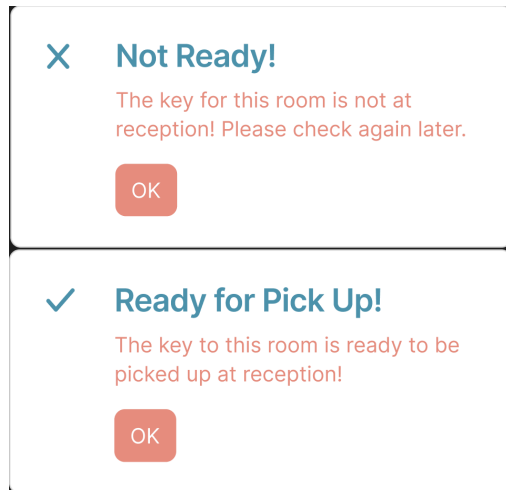 Not Ready!
The key for this room is not at
reception! Please check again later.
OK
Ready for Pick Up!
The key to this room is ready to be
picked up at reception!
OK